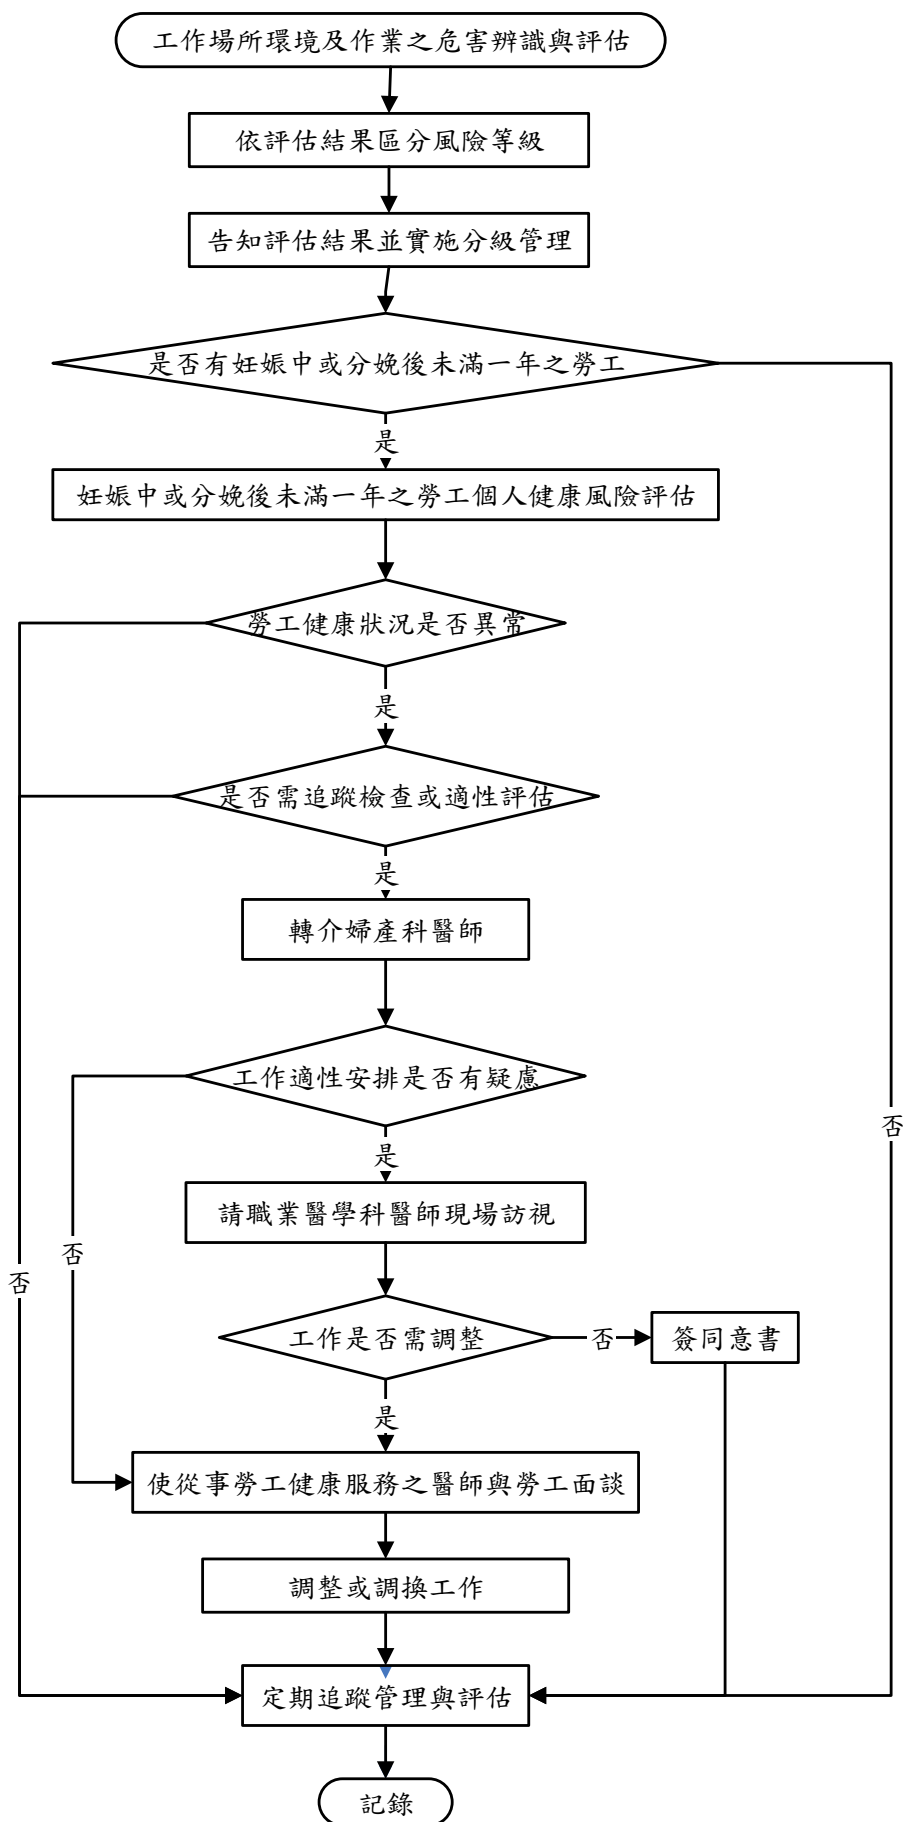 工作場所環境及作業之危害辨識與評估
依評估結果區分風險等級
告知評估結果並實施分級管理
是否有妊娠中或分娩後未滿一年之勞工
是
妊娠中或分娩後未滿一年之勞工個人健康風險評估
勞工健康狀況是否異常
是
是否需追蹤檢查或適性評估
是
轉介婦產科醫師
工作適性安排是否有疑慮
否
是
請職業醫學科醫師現場訪視
否
否
工作是否需調整
否
簽同意書
是
使從事勞工健康服務之醫師與勞工面談
調整或調換工作
定期追蹤管理與評估
記錄